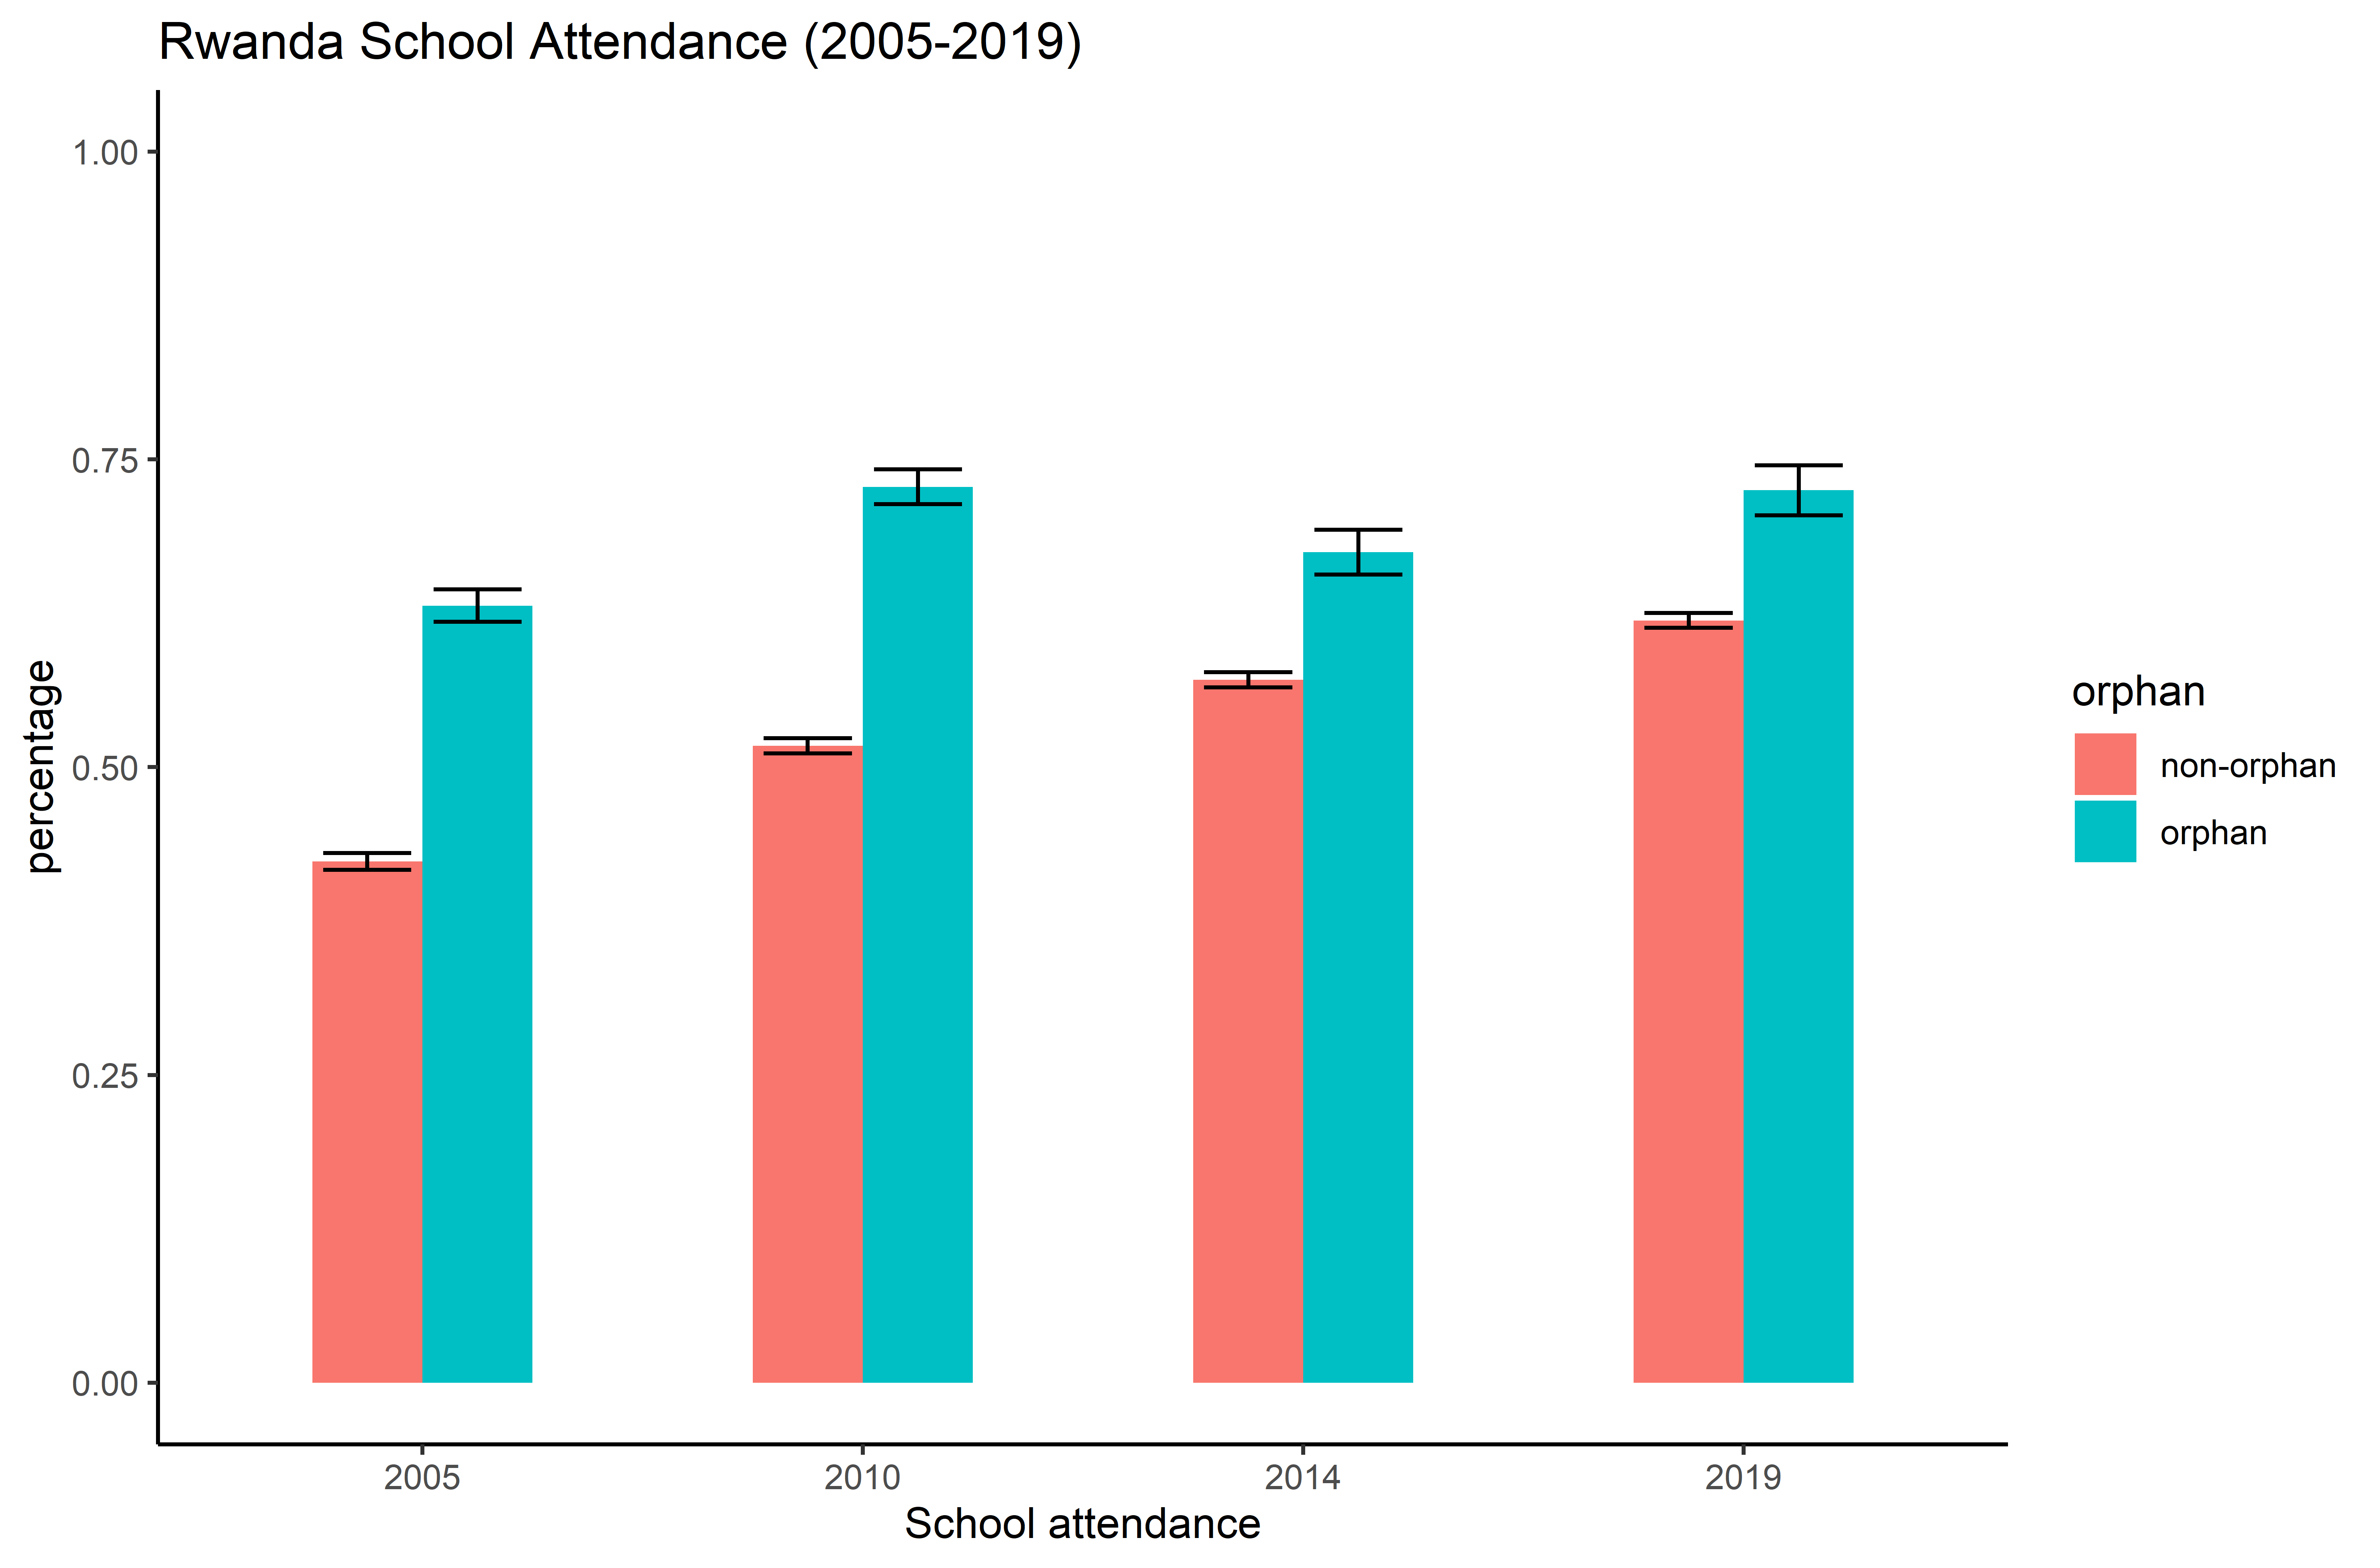 Rwanda School Attendance (2005-2019)
percentage
1.00
0.75
0.50
0.25
0.00
2005 2010 2014 2019
School attendance
orphan
non-orphan
orphan